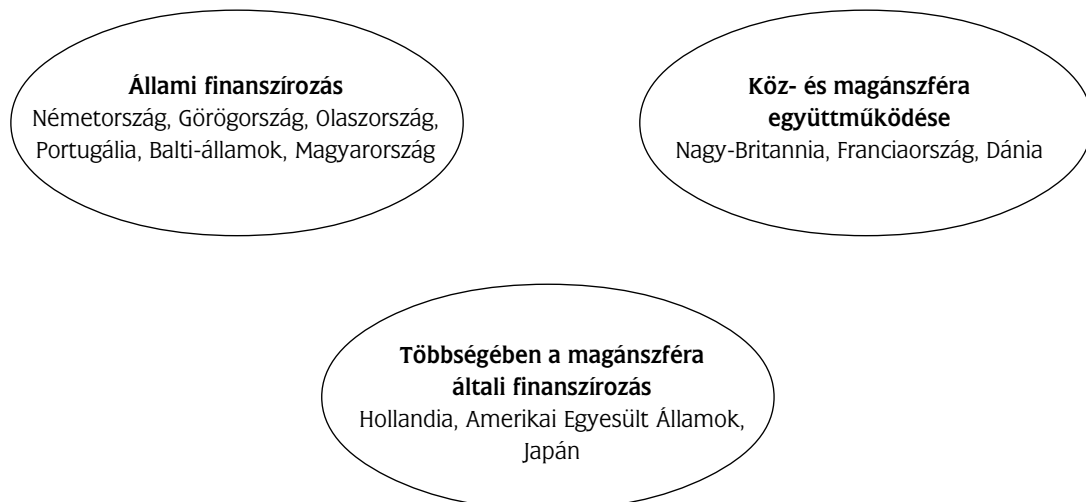 Állami finanszírozás
Németország, Görögország, Olaszország,
Portugália, Balti-államok, Magyarország
Köz- és magánszféra
együttműködése
Nagy-Britannia, Franciaország, Dánia
Többségében a magánszféra
általi finanszírozás
Hollandia, Amerikai Egyesült Államok,
Japán